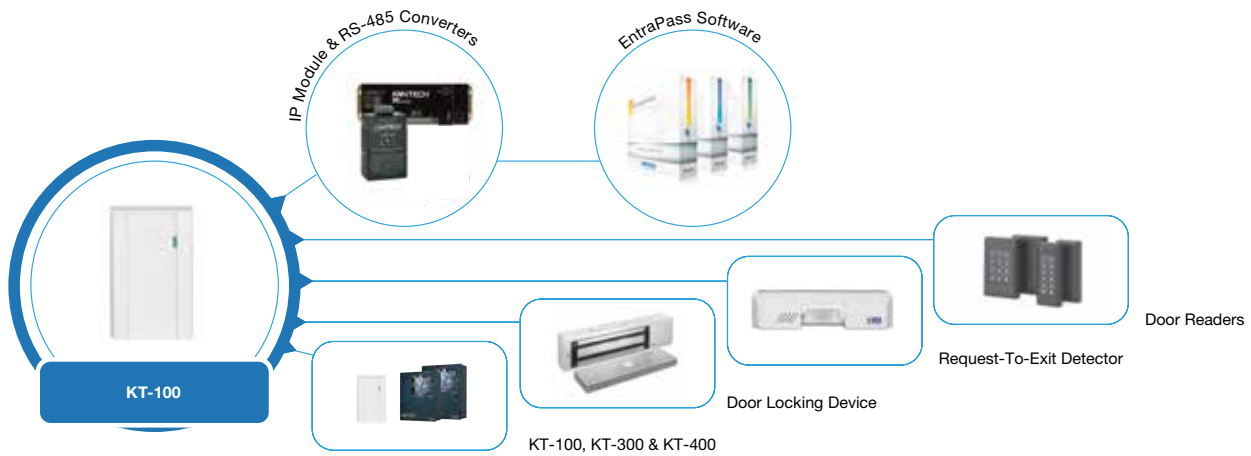 IP Module & RS-485 Converters
EntraPass Software
KANTECH
Door Readers
Request-To-Exit Detector
KT-100
Door Locking Device
KT-100, KT-300 & KT-400